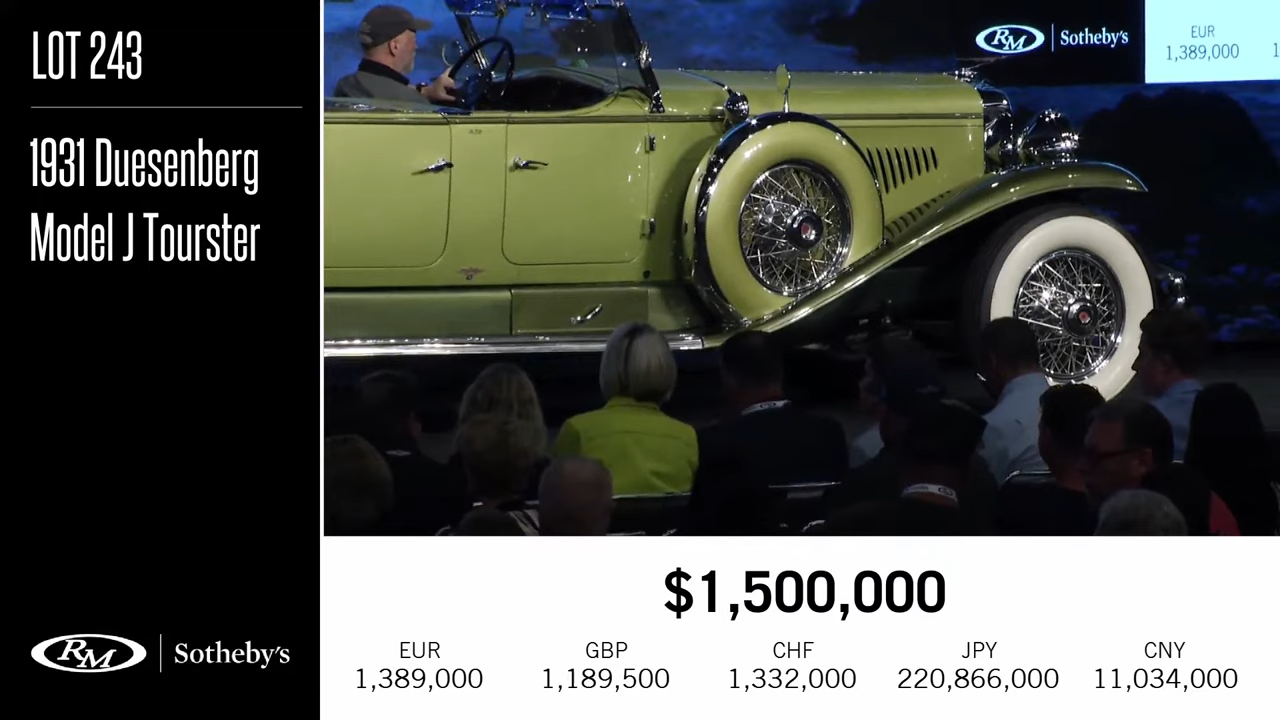 LOT 243
1931 Duesenberg
Model J Tourster
RM Sotheby's
RM Sotheby's
EUR
1,389,000
$1,500,000
EUR GBP CHF JPY CNY
1,389,000 1,189,500 1,332,000 220,866,000 11,034,000